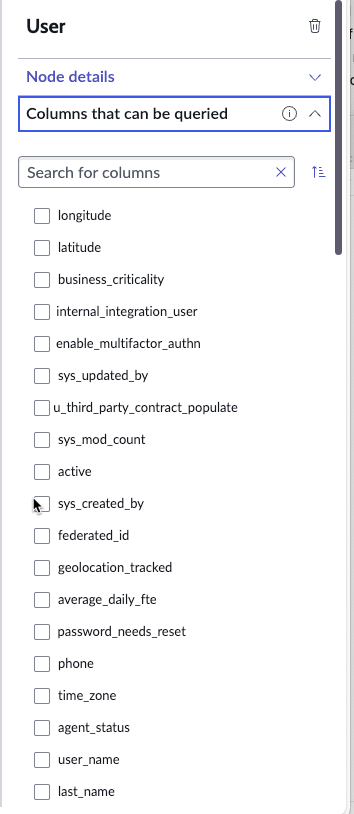 User
Node details
Columns that can be queried
Search for columns
longitude
latitude
business_criticality
internal_integration_user
enable_multifactor_authn
sys_updated_by
u_third_party_contract_populate
sys_mod_count
active
sys_created_by
federated_id
geolocation_tracked
average_daily_fte
password_needs_reset
phone
time_zone
agent_status
user_name
last_name